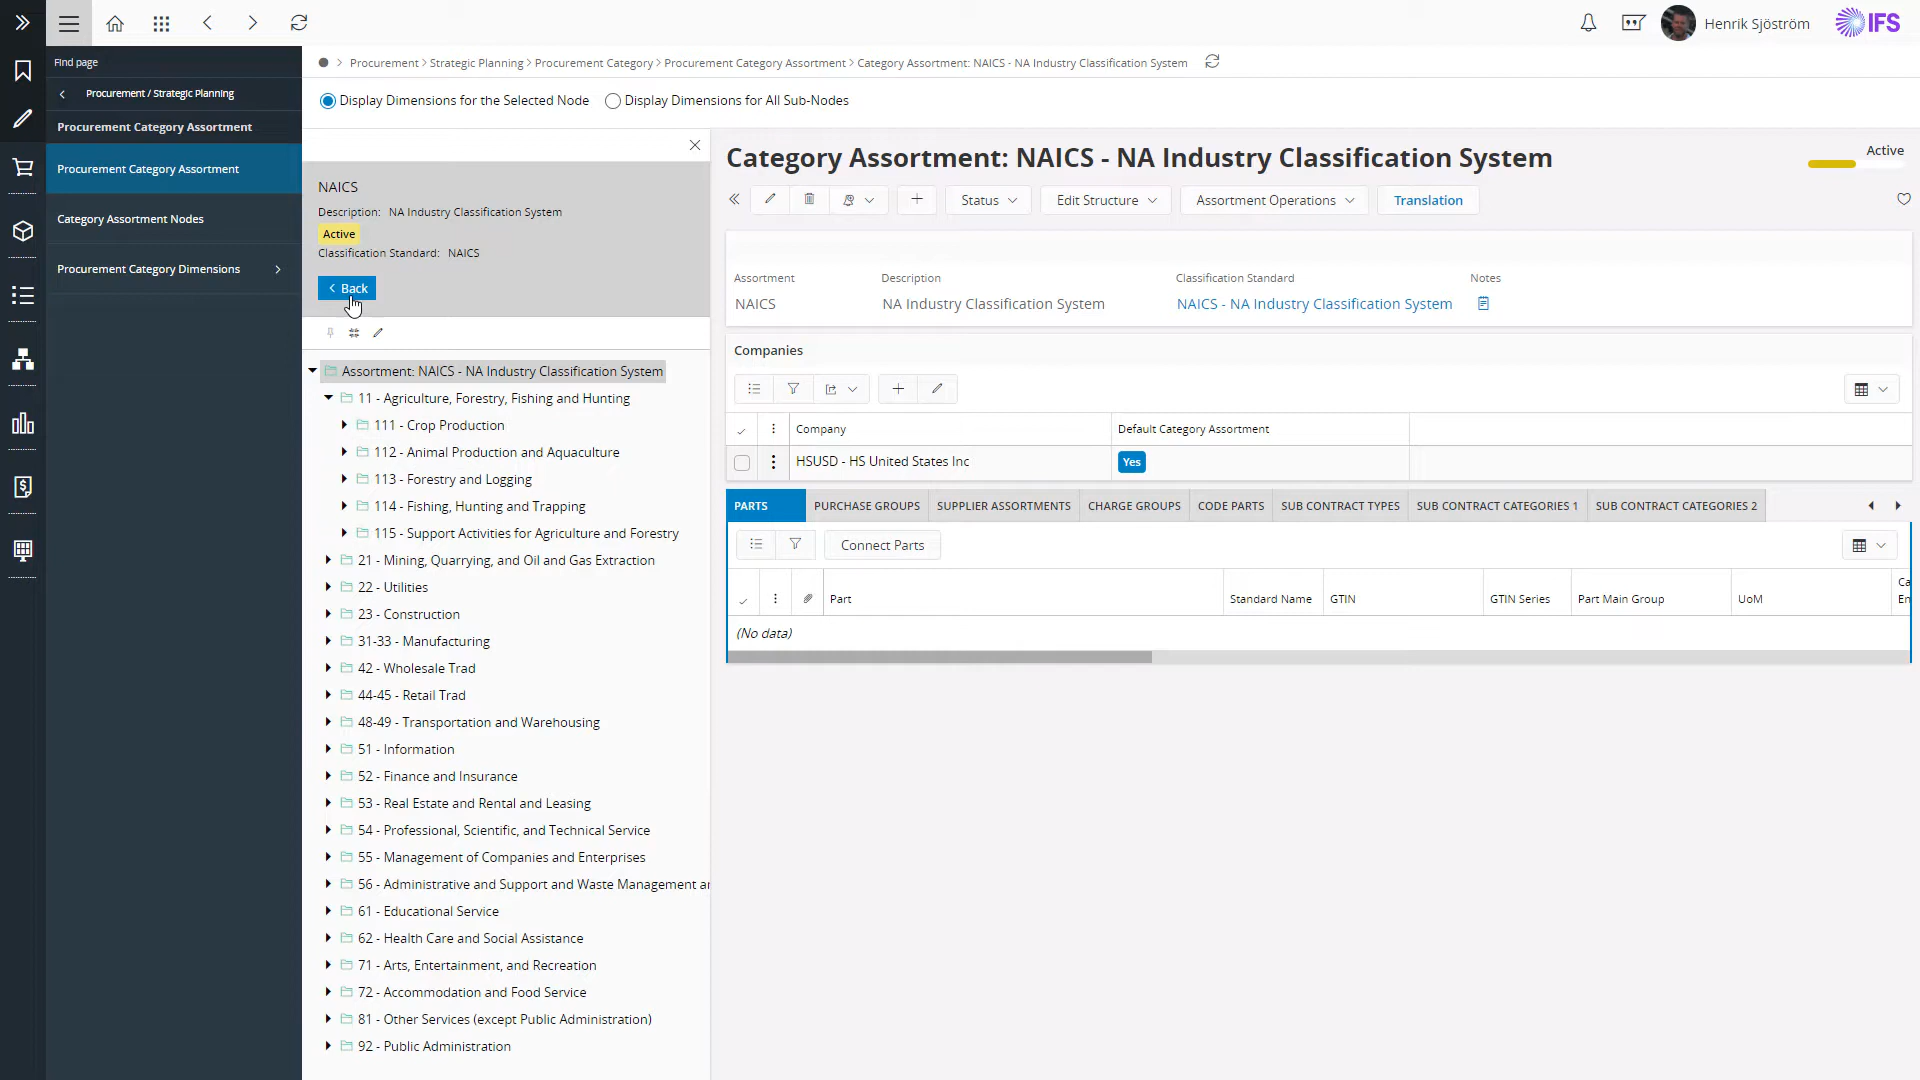 Henrik Sjöström
IFS
Find page
Procurement / Strategic Planning
Procurement Category Assortment
Procurement Category Assortment
Category Assortment Nodes
Procurement Category Dimensions
Procurement > Strategic Planning > Procurement Category > Procurement Category Assortment > Category Assortment: NAICS - NA Industry Classification System
Display Dimensions for the Selected Node
Display Dimensions for All Sub-Nodes
NAICS
Description: NA Industry Classification System
Active
Classification Standard: NAICS
Back
Assortment: NAICS - NA Industry Classification System
11 - Agriculture, Forestry, Fishing and Hunting
111 - Crop Production
112 - Animal Production and Aquaculture
113 - Forestry and Logging
114 - Fishing, Hunting and Trapping
115 - Support Activities for Agriculture and Forestry
21 - Mining, Quarrying, and Oil and Gas Extraction
22 - Utilities
23 - Construction
31-33 - Manufacturing
42 - Wholesale Trad
44-45 - Retail Trad
48-49 - Transportation and Warehousing
51 - Information
52 - Finance and Insurance
53 - Real Estate and Rental and Leasing
54 - Professional, Scientific, and Technical Service
55 - Management of Companies and Enterprises
56 - Administrative and Support and Waste Management ar
61 - Educational Service
62 - Health Care and Social Assistance
71 - Arts, Entertainment, and Recreation
72 - Accommodation and Food Service
81 - Other Services (except Public Administration)
92 - Public Administration
Category Assortment: NAICS - NA Industry Classification System
Active
Status
Edit Structure
Assortment Operations
Translation
Assortment Description Classification Standard Notes
NAICS NA Industry Classification System NAICS - NA Industry Classification System
Companies
Company Default Category Assortment
HSUSD - HS United States Inc Yes
PARTS PURCHASE GROUPS SUPPLIER ASSORTMENTS CHARGE GROUPS CODE PARTS SUB CONTRACT TYPES SUB CONTRACT CATEGORIES 1 SUB CONTRACT CATEGORIES 2
Connect Parts
Part Standard Name GTIN GTIN Series Part Main Group UoM Ca
En
(No data)